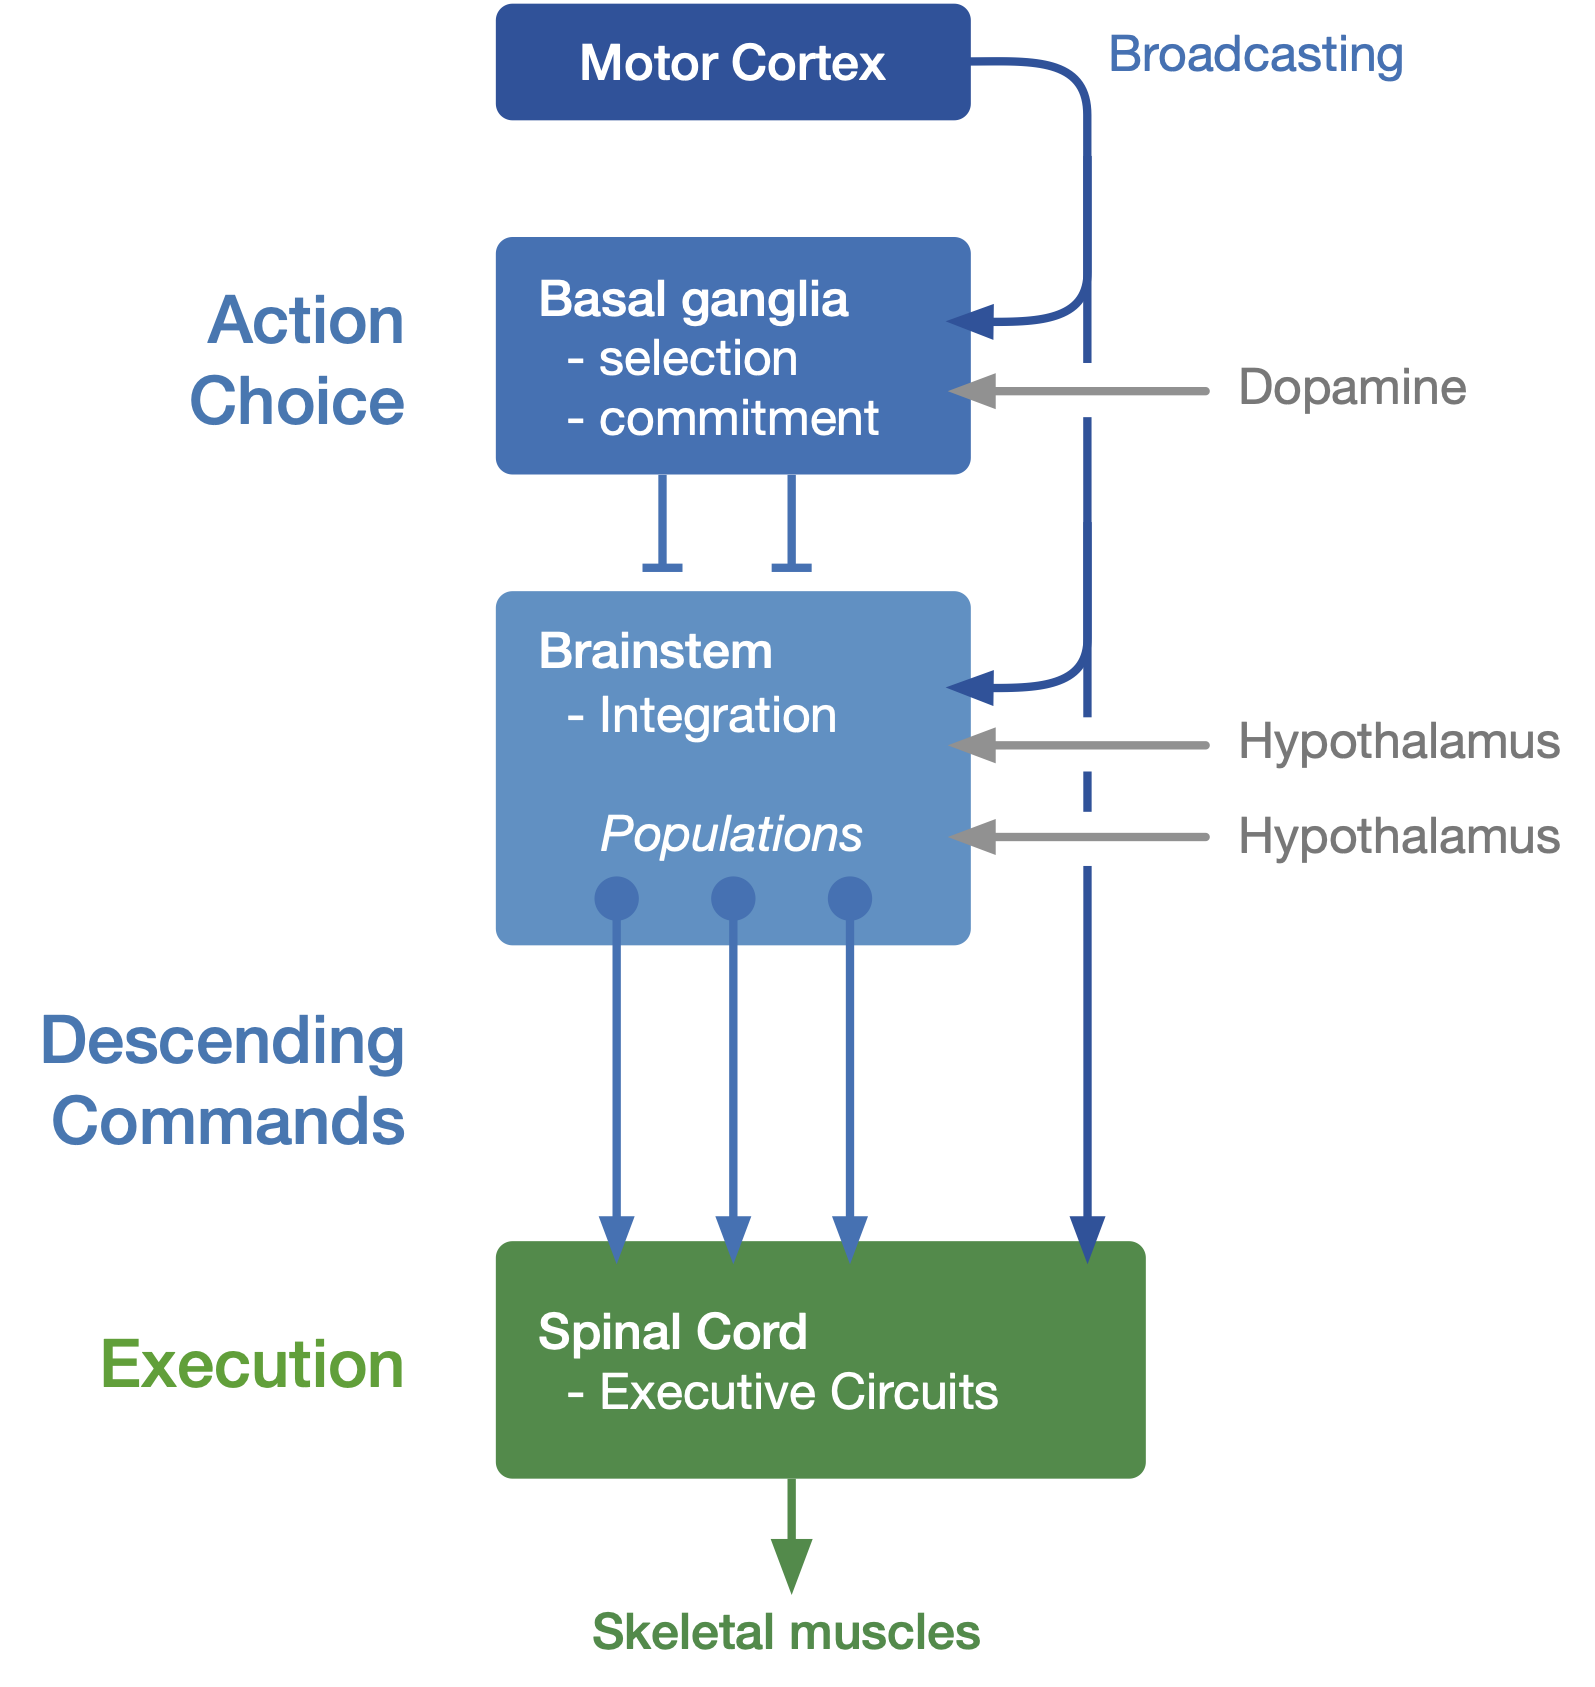 Motor Cortex
Broadcasting
Action
Choice
Basal ganglia
- selection
- commitment
Dopamine
Brainstem
- Integration
Populations
Hypothalamus
Hypothalamus
Descending
Commands
Execution
Spinal Cord
- Executive Circuits
Skeletal muscles